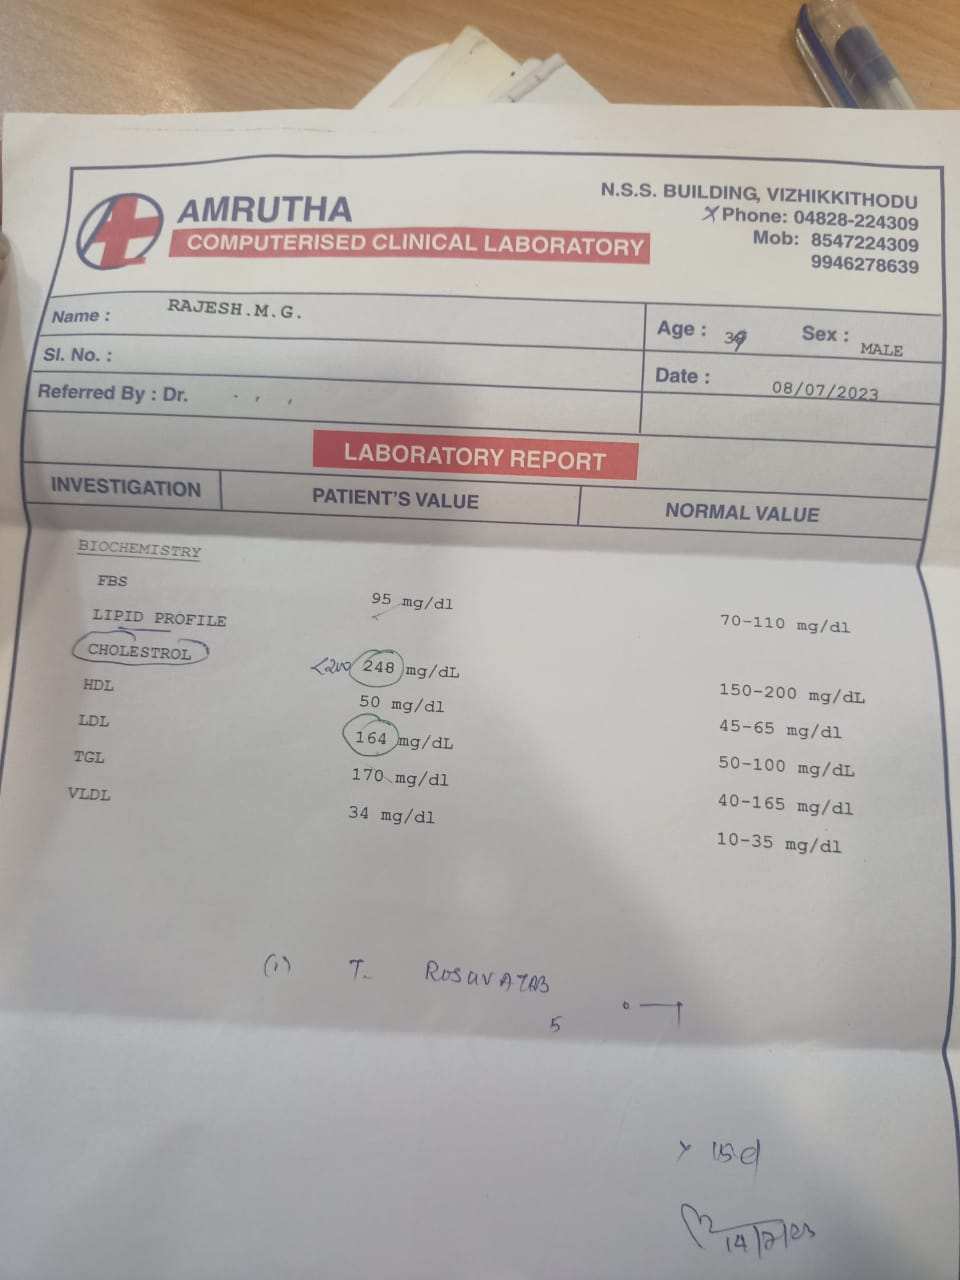 AMRUTHA
COMPUTERISED CLINICAL LABORATORY
N.S.S. BUILDING, VIZHIKKITHODU
Phone: 04828-224309
Mob: 8547224309
9946278639
Name : RAJESH.M.G.
Age : 39 Sex : MALE
Sl. No. :
Date : 08/07/2023
Referred By : Dr. . , ,
LABORATORY REPORT
INVESTIGATION PATIENT'S VALUE NORMAL VALUE
BIOCHEMISTRY
FBS 95 mg/dl 70-110 mg/dl
LIPID PROFILE
CHOLESTROL <200 248 mg/dL 150-200 mg/dL
HDL 50 mg/dl 45-65 mg/dl
LDL 164 mg/dL 50-100 mg/dL
TGL 170 mg/dl 40-165 mg/dl
VLDL 34 mg/dl 10-35 mg/dl
(1) T. ROSUVATAB
5
x 15d
14/7/23